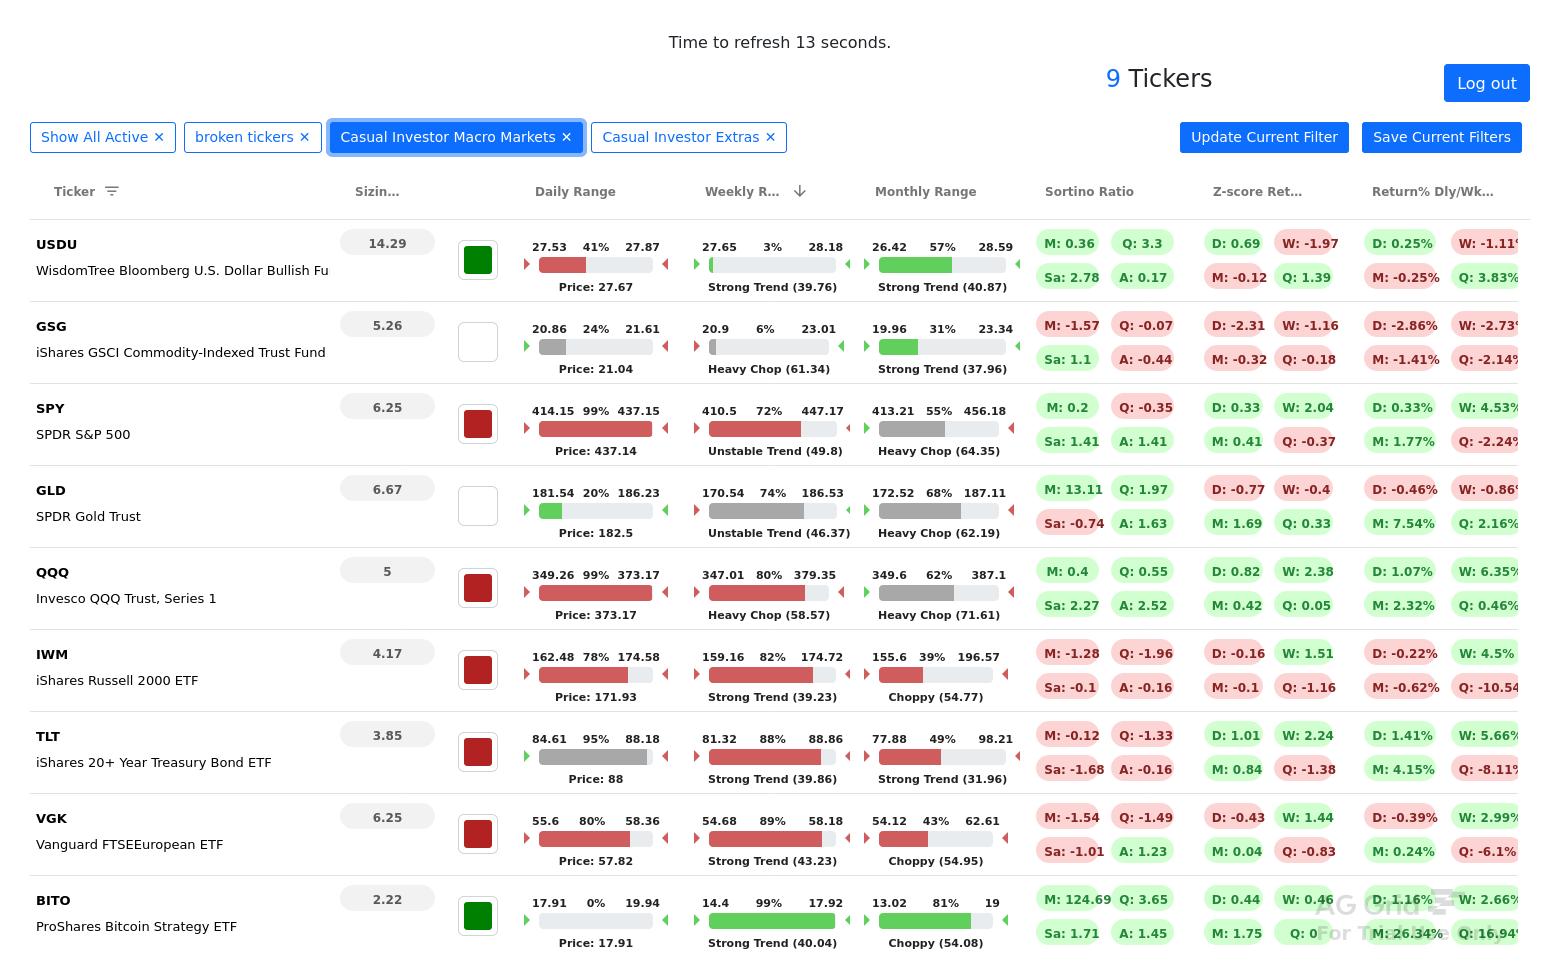 Time to refresh 13 seconds.
9 Tickers
Log out
Show All Active ✕ broken tickers ✕ Casual Investor Macro Markets ✕ Casual Investor Extras ✕ Update Current Filter Save Current Filters
Ticker Sizin... Daily Range Weekly R... Monthly Range Sortino Ratio Z-score Ret... Return% Dly/Wk...
USDU 14.29 27.53 41% 27.87 27.65 3% 28.18 26.42 57% 28.59 M: 0.36 Q: 3.3 D: 0.69 W: -1.97 D: 0.25% W: -1.11%
WisdomTree Bloomberg U.S. Dollar Bullish Fu Price: 27.67 Strong Trend (39.76) Strong Trend (40.87) Sa: 2.78 A: 0.17 M: -0.12 Q: 1.39 M: -0.25% Q: 3.83%
GSG 5.26 20.86 24% 21.61 20.9 6% 23.01 19.96 31% 23.34 M: -1.57 Q: -0.07 D: -2.31 W: -1.16 D: -2.86% W: -2.73%
iShares GSCI Commodity-Indexed Trust Fund Price: 21.04 Heavy Chop (61.34) Strong Trend (37.96) Sa: 1.1 A: -0.44 M: -0.32 Q: -0.18 M: -1.41% Q: -2.14%
SPY 6.25 414.15 99% 437.15 410.5 72% 447.17 413.21 55% 456.18 M: 0.2 Q: -0.35 D: 0.33 W: 2.04 D: 0.33% W: 4.53%
SPDR S&P 500 Price: 437.14 Unstable Trend (49.8) Heavy Chop (64.35) Sa: 1.41 A: 1.41 M: 0.41 Q: -0.37 M: 1.77% Q: -2.24%
GLD 6.67 181.54 20% 186.23 170.54 74% 186.53 172.52 68% 187.11 M: 13.11 Q: 1.97 D: -0.77 W: -0.4 D: -0.46% W: -0.86%
SPDR Gold Trust Price: 182.5 Unstable Trend (46.37) Heavy Chop (62.19) Sa: -0.74 A: 1.63 M: 1.69 Q: 0.33 M: 7.54% Q: 2.16%
QQQ 5 349.26 99% 373.17 347.01 80% 379.35 349.6 62% 387.1 M: 0.4 Q: 0.55 D: 0.82 W: 2.38 D: 1.07% W: 6.35%
Invesco QQQ Trust, Series 1 Price: 373.17 Heavy Chop (58.57) Heavy Chop (71.61) Sa: 2.27 A: 2.52 M: 0.42 Q: 0.05 M: 2.32% Q: 0.46%
IWM 4.17 162.48 78% 174.58 159.16 82% 174.72 155.6 39% 196.57 M: -1.28 Q: -1.96 D: -0.16 W: 1.51 D: -0.22% W: 4.5%
iShares Russell 2000 ETF Price: 171.93 Strong Trend (39.23) Choppy (54.77) Sa: -0.1 A: -0.16 M: -0.1 Q: -1.16 M: -0.62% Q: -10.54
TLT 3.85 84.61 95% 88.18 81.32 88% 88.86 77.88 49% 98.21 M: -0.12 Q: -1.33 D: 1.01 W: 2.24 D: 1.41% W: 5.66%
iShares 20+ Year Treasury Bond ETF Price: 88 Strong Trend (39.86) Strong Trend (31.96) Sa: -1.68 A: -0.16 M: 0.84 Q: -1.38 M: 4.15% Q: -8.11%
VGK 6.25 55.6 80% 58.36 54.68 89% 58.18 54.12 43% 62.61 M: -1.54 Q: -1.49 D: -0.43 W: 1.44 D: -0.39% W: 2.99%
Vanguard FTSEEuropean ETF Price: 57.82 Strong Trend (43.23) Choppy (54.95) Sa: -1.01 A: 1.23 M: 0.04 Q: -0.83 M: 0.24% Q: -6.1%
BITO 2.22 17.91 0% 19.94 14.4 99% 17.92 13.02 81% 19 M: 124.69 Q: 3.65 D: 0.44 W: 0.46 D: 1.16% W: 2.66%
ProShares Bitcoin Strategy ETF Price: 17.91 Strong Trend (40.04) Choppy (54.08) Sa: 1.71 A: 1.45 M: 1.75 Q: 0 M: 26.34% Q: 16.94%
AG Grid
For Trial Use Only